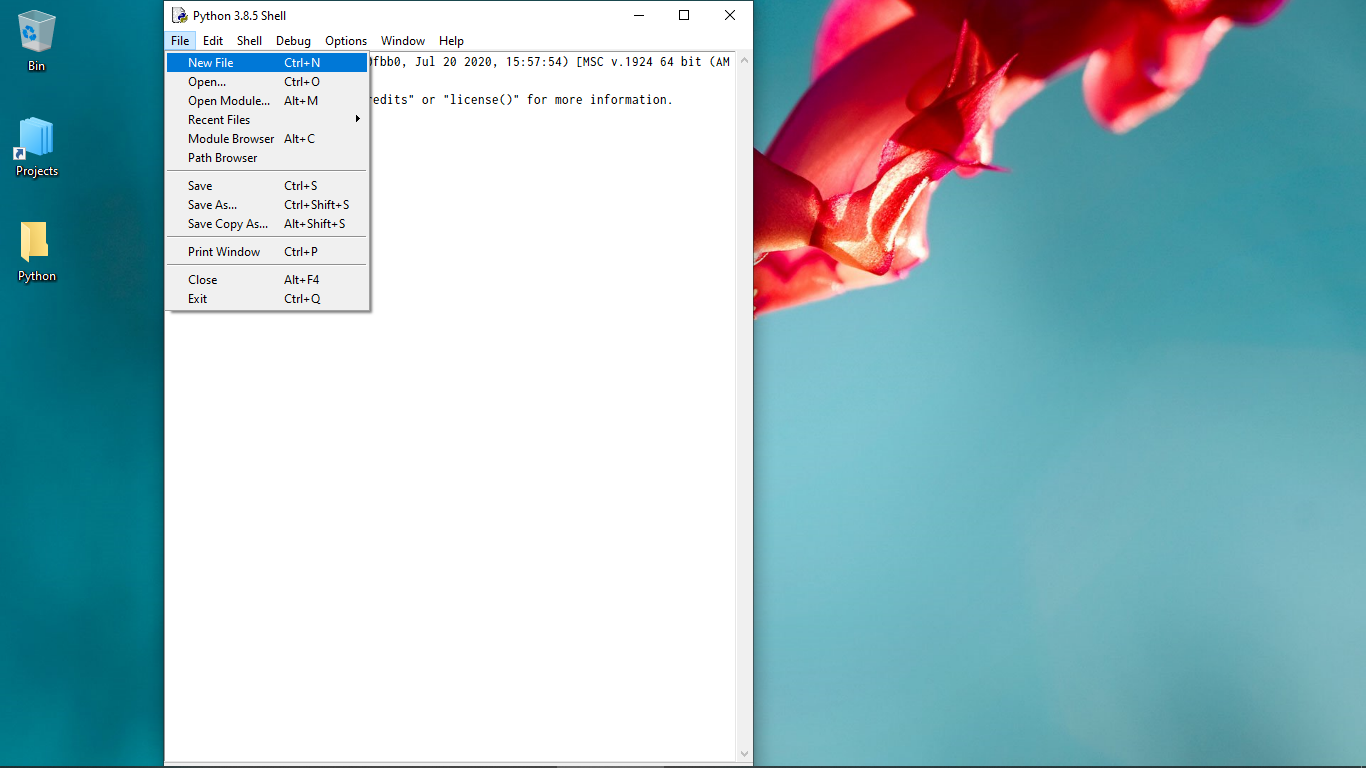 Bin
Projects
Python
Python 3.8.5 Shell
File Edit Shell Debug Options Window Help
New File Ctrl+N
Open... Ctrl+O
Open Module... Alt+M
Recent Files
Module Browser Alt+C
Path Browser
Save Ctrl+S
Save As... Ctrl+Shift+S
Save Copy As... Alt+Shift+S
Print Window Ctrl+P
Close Alt+F4
Exit Ctrl+Q
fbb0, Jul 20 2020, 15:57:54) [MSC v.1924 64 bit (AM
redits" or "license()" for more information.